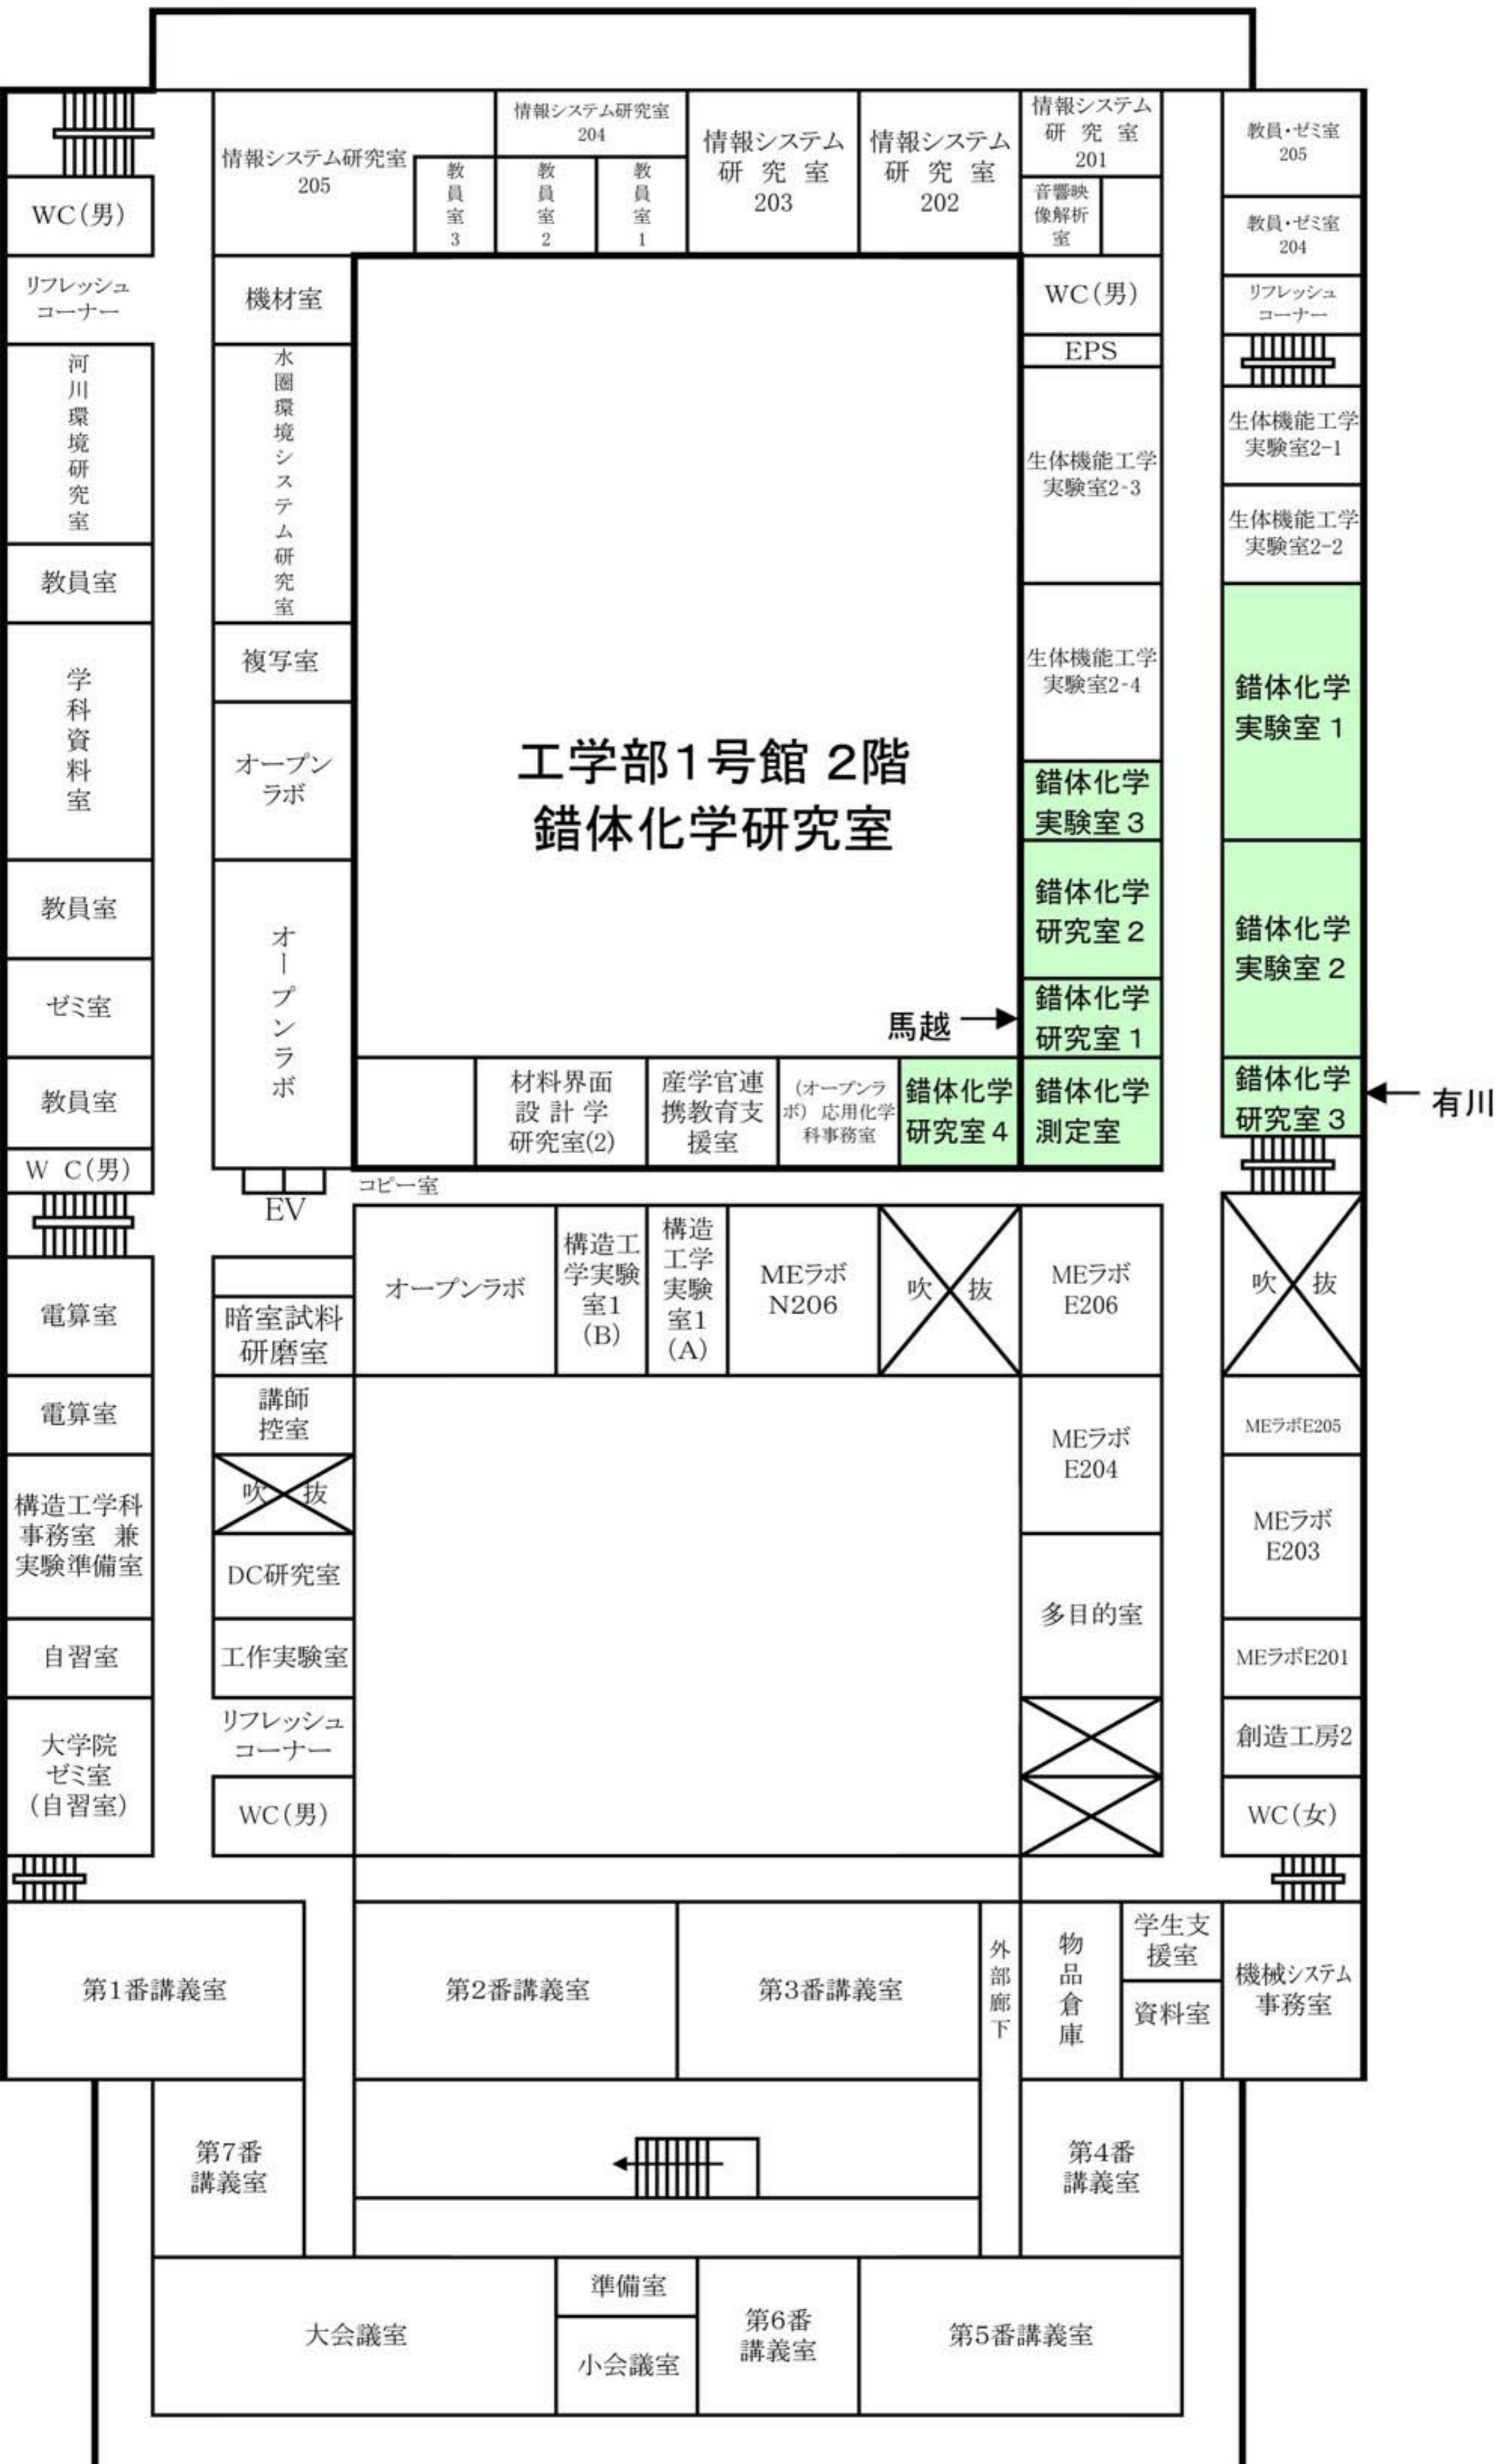 情報システム研究室
205
教員室3
情報システム研究室
204
教員室2
教員室1
情報システム
研 究 室
203
情報システム
研 究 室
202
情報システム
研 究 室
201
音響映
像解析
室
教員・ゼミ室
205
教員・ゼミ室
204
リフレッシュ
コーナー
WC(男)
リフレッシュ
コーナー
河川環境研究室
教員室
学科資料室
教員室
ゼミ室
教員室
W C(男)
機材室
水圏環境システム研究室
複写室
オープン
ラボ
オープンラボ
EV
工学部1号館 2階
錯体化学研究室
WC(男)
EPS
生体機能工学
実験室2-3
生体機能工学
実験室2-4
錯体化学
実験室3
錯体化学
研究室2
錯体化学
研究室1
馬越
錯体化学
測定室
生体機能工学
実験室2-1
生体機能工学
実験室2-2
錯体化学
実験室1
錯体化学
実験室2
錯体化学
研究室3
有川
材料界面
設 計 学
研究室(2)
産学官連
携教育支
援室
(オープンラ
ボ) 応用化学
科事務室
錯体化学
研究室4
コピー室
オープンラボ
構造工
学実験
室1
(B)
構造
工学
実験
室1
(A)
MEラボ
N206
吹 抜
MEラボ
E206
吹 抜
電算室
電算室
構造工学科
事務室 兼
実験準備室
自習室
大学院
ゼミ室
(自習室)
暗室試料
研磨室
講師
控室
吹 抜
DC研究室
工作実験室
リフレッシュ
コーナー
WC(男)
MEラボ
E204
多目的室
MEラボE205
MEラボ
E203
MEラボE201
創造工房2
WC(女)
第1番講義室
第2番講義室
第3番講義室
外部廊下
物品倉庫
学生支
援室
資料室
機械システム
事務室
第7番
講義室
第4番
講義室
大会議室
準備室
小会議室
第6番
講義室
第5番講義室